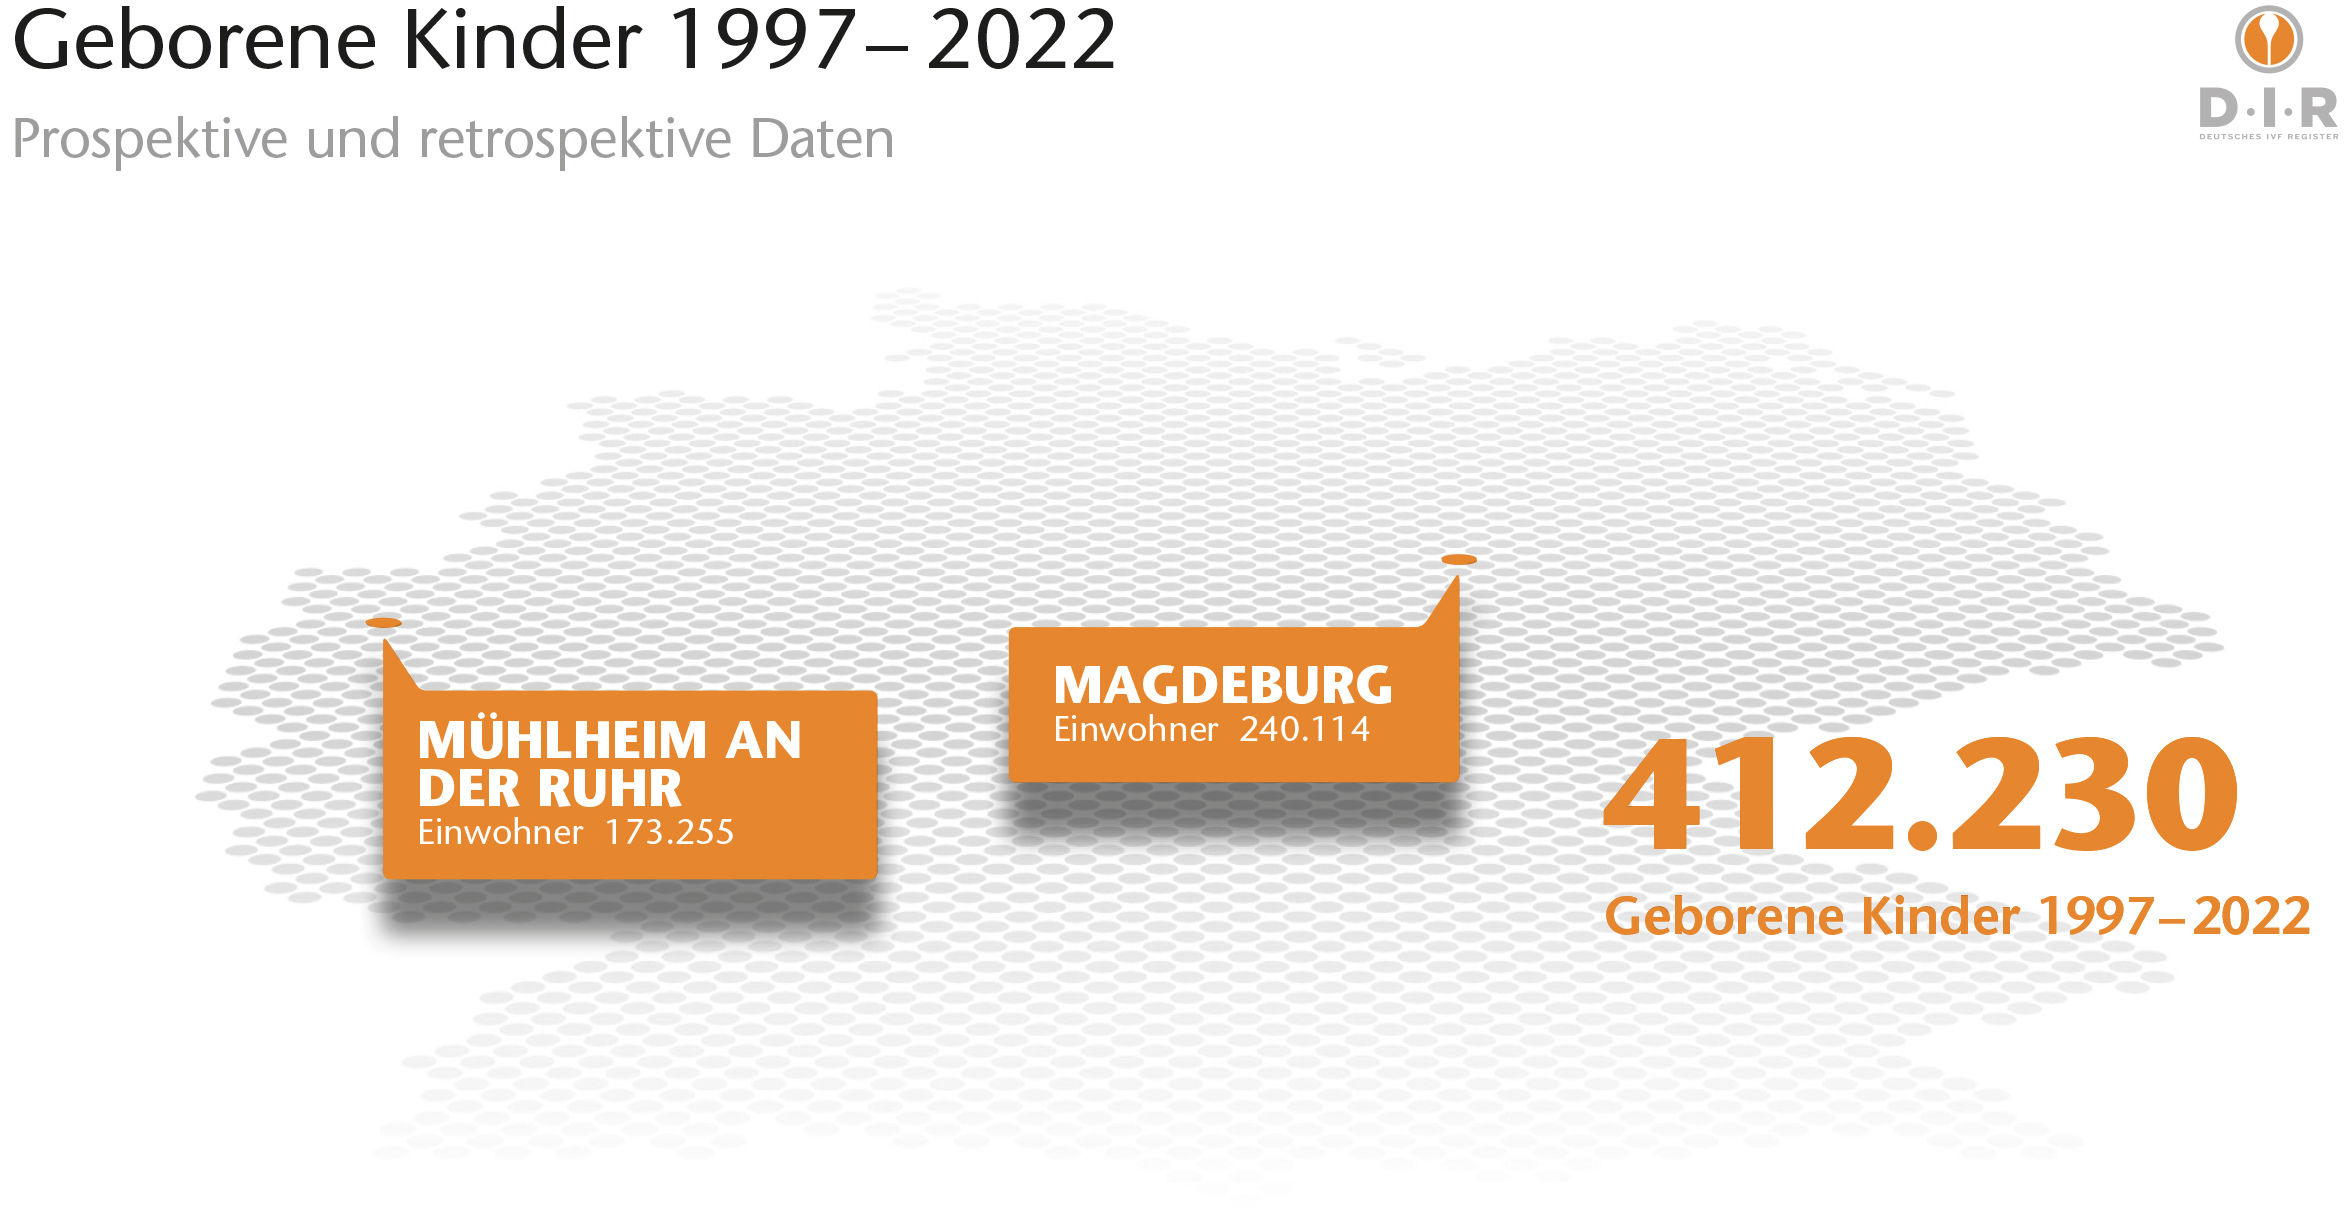 Geborene Kinder 1997–2022
Prospektive und retrospektive Daten
D·I·R
DEUTSCHES IVF REGISTER
MÜHLHEIM AN
DER RUHR
Einwohner 173.255
MAGDEBURG
Einwohner 240.114
412.230
Geborene Kinder 1997–2022